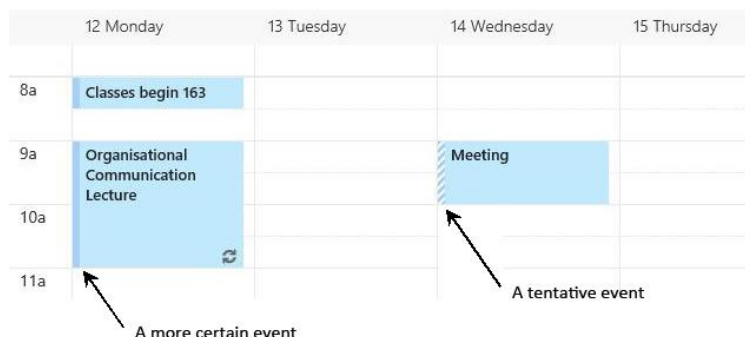 12 Monday
13 Tuesday
14 Wednesday
15 Thursday
8a
Classes begin 163
9a
Organisational
Communication
Lecture
Meeting
10a
11a
A tentative event
A more certain event